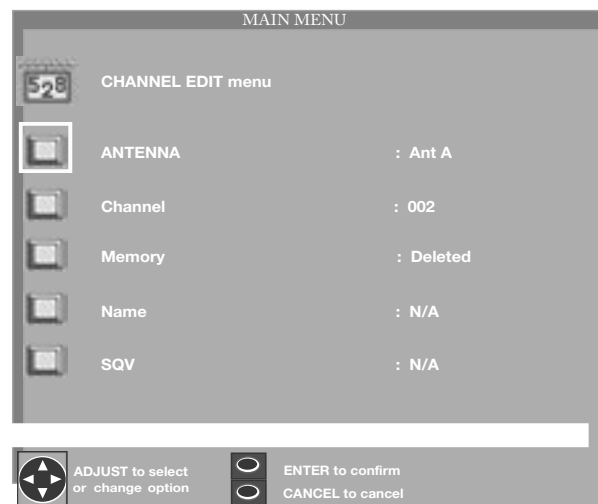 MAIN MENU
528
CHANNEL EDIT menu
ANTENNA : Ant A
Channel : 002
Memory : Deleted
Name : N/A
SQV : N/A
ADJUST to select
or change option
ENTER to confirm
CANCEL to cancel